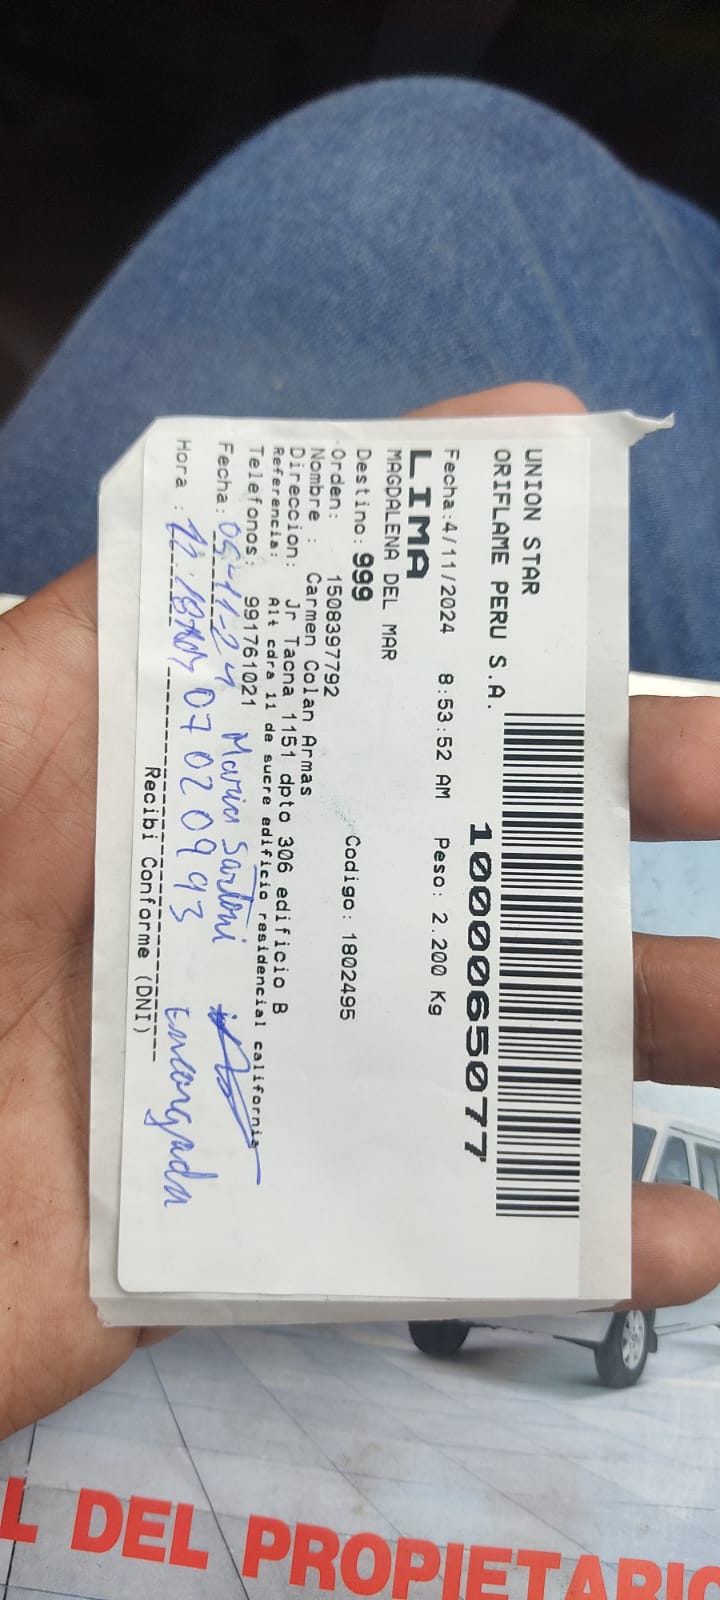 UNION STAR
ORIFLAME PERU S.A.
1000065077
Fecha:4/11/2024 8:53:52 AM Peso: 2.200 Kg
LIMA
MAGDALENA DEL MAR
Destino: 999
Codigo: 1802495
Orden: 1508397792
Nombre : Carmen Colan Armas
Direccion: Jr Tacna 1151 dpto 306 edificio B
Referencia: Alt cdra 11 de sucre edificio residencial california
Telefonos: 991761021
Fecha: 05-11-24 Maria Santoni
Hora : 07020993 Encargada
Recibi Conforme (DNI)
L DEL PROPIETARIO